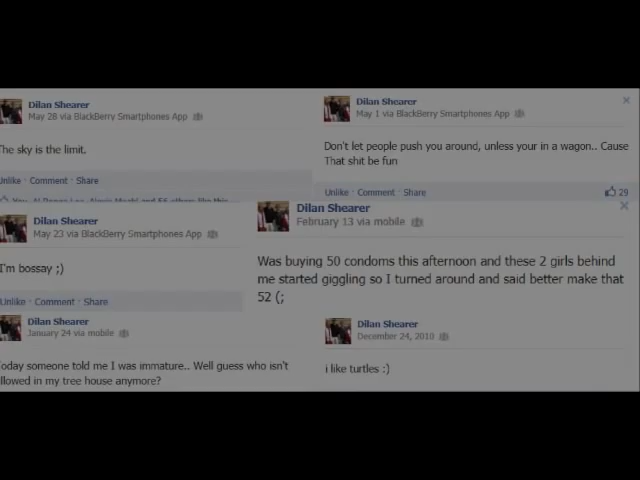 Dilan Shearer
May 28 via BlackBerry Smartphones App
The sky is the limit.
Unlike · Comment · Share
Dilan Shearer
May 1 via BlackBerry Smartphones App
Don't let people push you around, unless your in a wagon.. Cause
That shit be fun
Unlike · Comment · Share
29
Dilan Shearer
May 23 via BlackBerry Smartphones App
I'm bossay ;)
Unlike · Comment · Share
Dilan Shearer
February 13 via mobile
Was buying 50 condoms this afternoon and these 2 girls behind
me started giggling so I turned around and said better make that
52 (;
Dilan Shearer
January 24 via mobile
Today someone told me I was immature.. Well guess who isn't
allowed in my tree house anymore?
Dilan Shearer
December 24, 2010
i like turtles :)